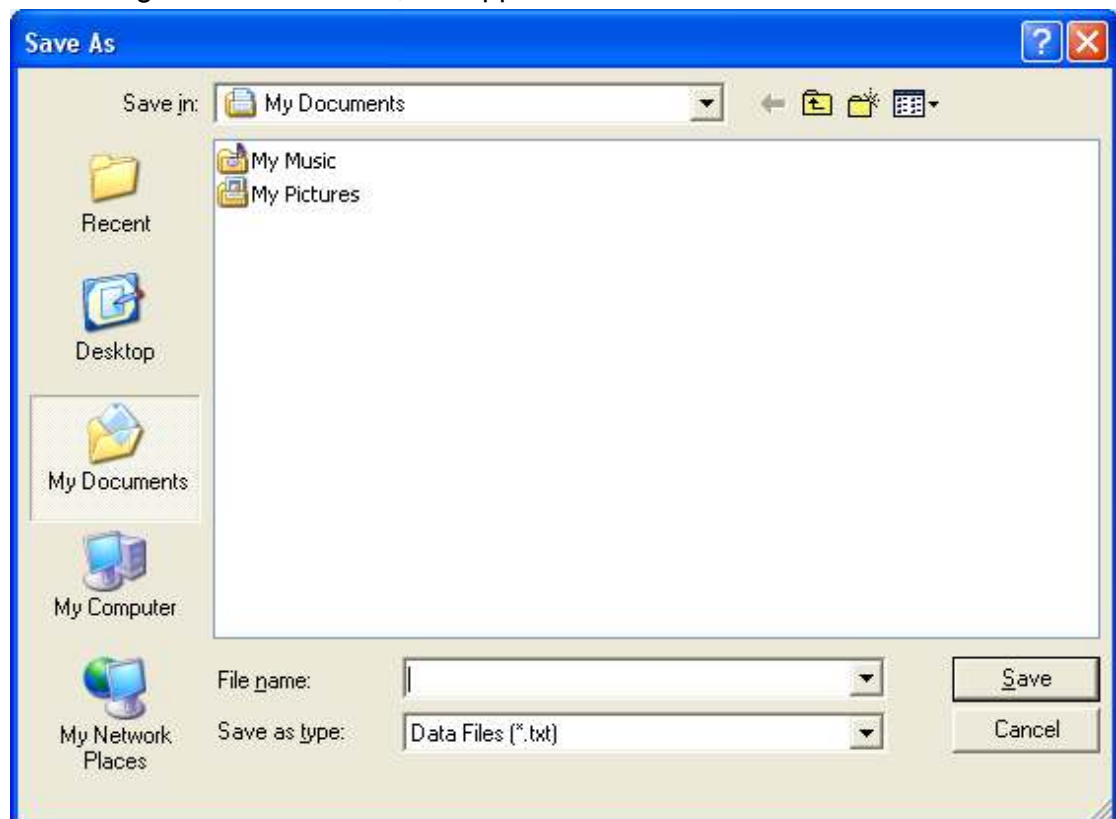 Save As
Save in:
My Documents
My Music
My Pictures
Recent
Desktop
My Documents
My Computer
My Network
Places
File name:
Save
Save as type:
Data Files (*.txt)
Cancel